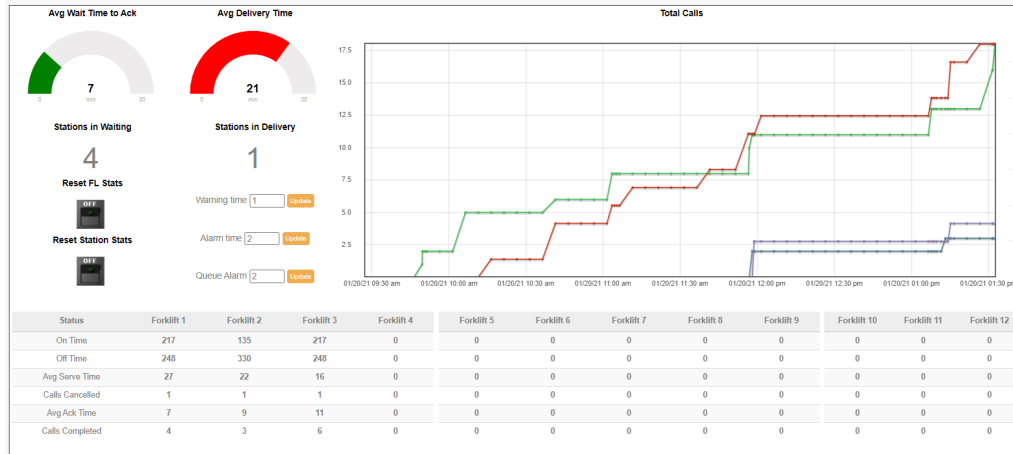 Avg Wait Time to Ack Avg Delivery Time Total Calls
7 21
0 min 30 0 min 30
Stations in Waiting Stations in Delivery
4 1
Reset FL Stats
OFF
Warning time 1 Update
Reset Station Stats
Alarm time 2 Update
OFF
Queue Alarm 2 Update
17.5
15.0
12.5
10.0
7.5
5.0
2.5
01/20/21 09:30 am 01/20/21 10:00 am 01/20/21 10:30 am 01/20/21 11:00 am 01/20/21 11:30 am 01/20/21 12:00 pm 01/20/21 12:30 pm 01/20/21 01:00 pm 01/20/21 01:30 pm
Status Forklift 1 Forklift 2 Forklift 3 Forklift 4 Forklift 5 Forklift 6 Forklift 7 Forklift 8 Forklift 9 Forklift 10 Forklift 11 Forklift 12
On Time 217 135 217 0 0 0 0 0 0 0 0 0
Off Time 248 330 248 0 0 0 0 0 0 0 0 0
Avg Serve Time 27 22 16 0 0 0 0 0 0 0 0 0
Calls Cancelled 1 1 1 0 0 0 0 0 0 0 0 0
Avg Ack Time 7 9 11 0 0 0 0 0 0 0 0 0
Calls Completed 4 3 6 0 0 0 0 0 0 0 0 0